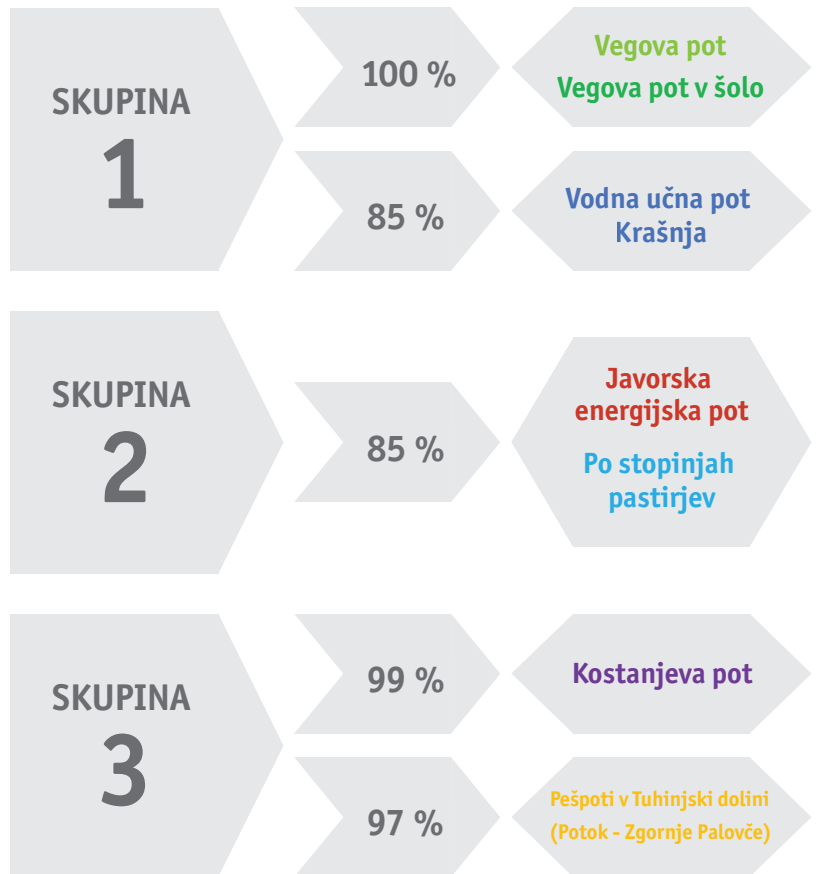 SKUPINA
1
100 %
Vegova pot
Vegova pot v šolo
85 %
Vodna učna pot
Krašnja
SKUPINA
2
85 %
Javorska
energijska pot
Po stopinjah
pastirjev
SKUPINA
3
99 %
Kostanjeva pot
97 %
Pešpoti v Tuhinjski dolini
(Potok - Zgornje Palovče)